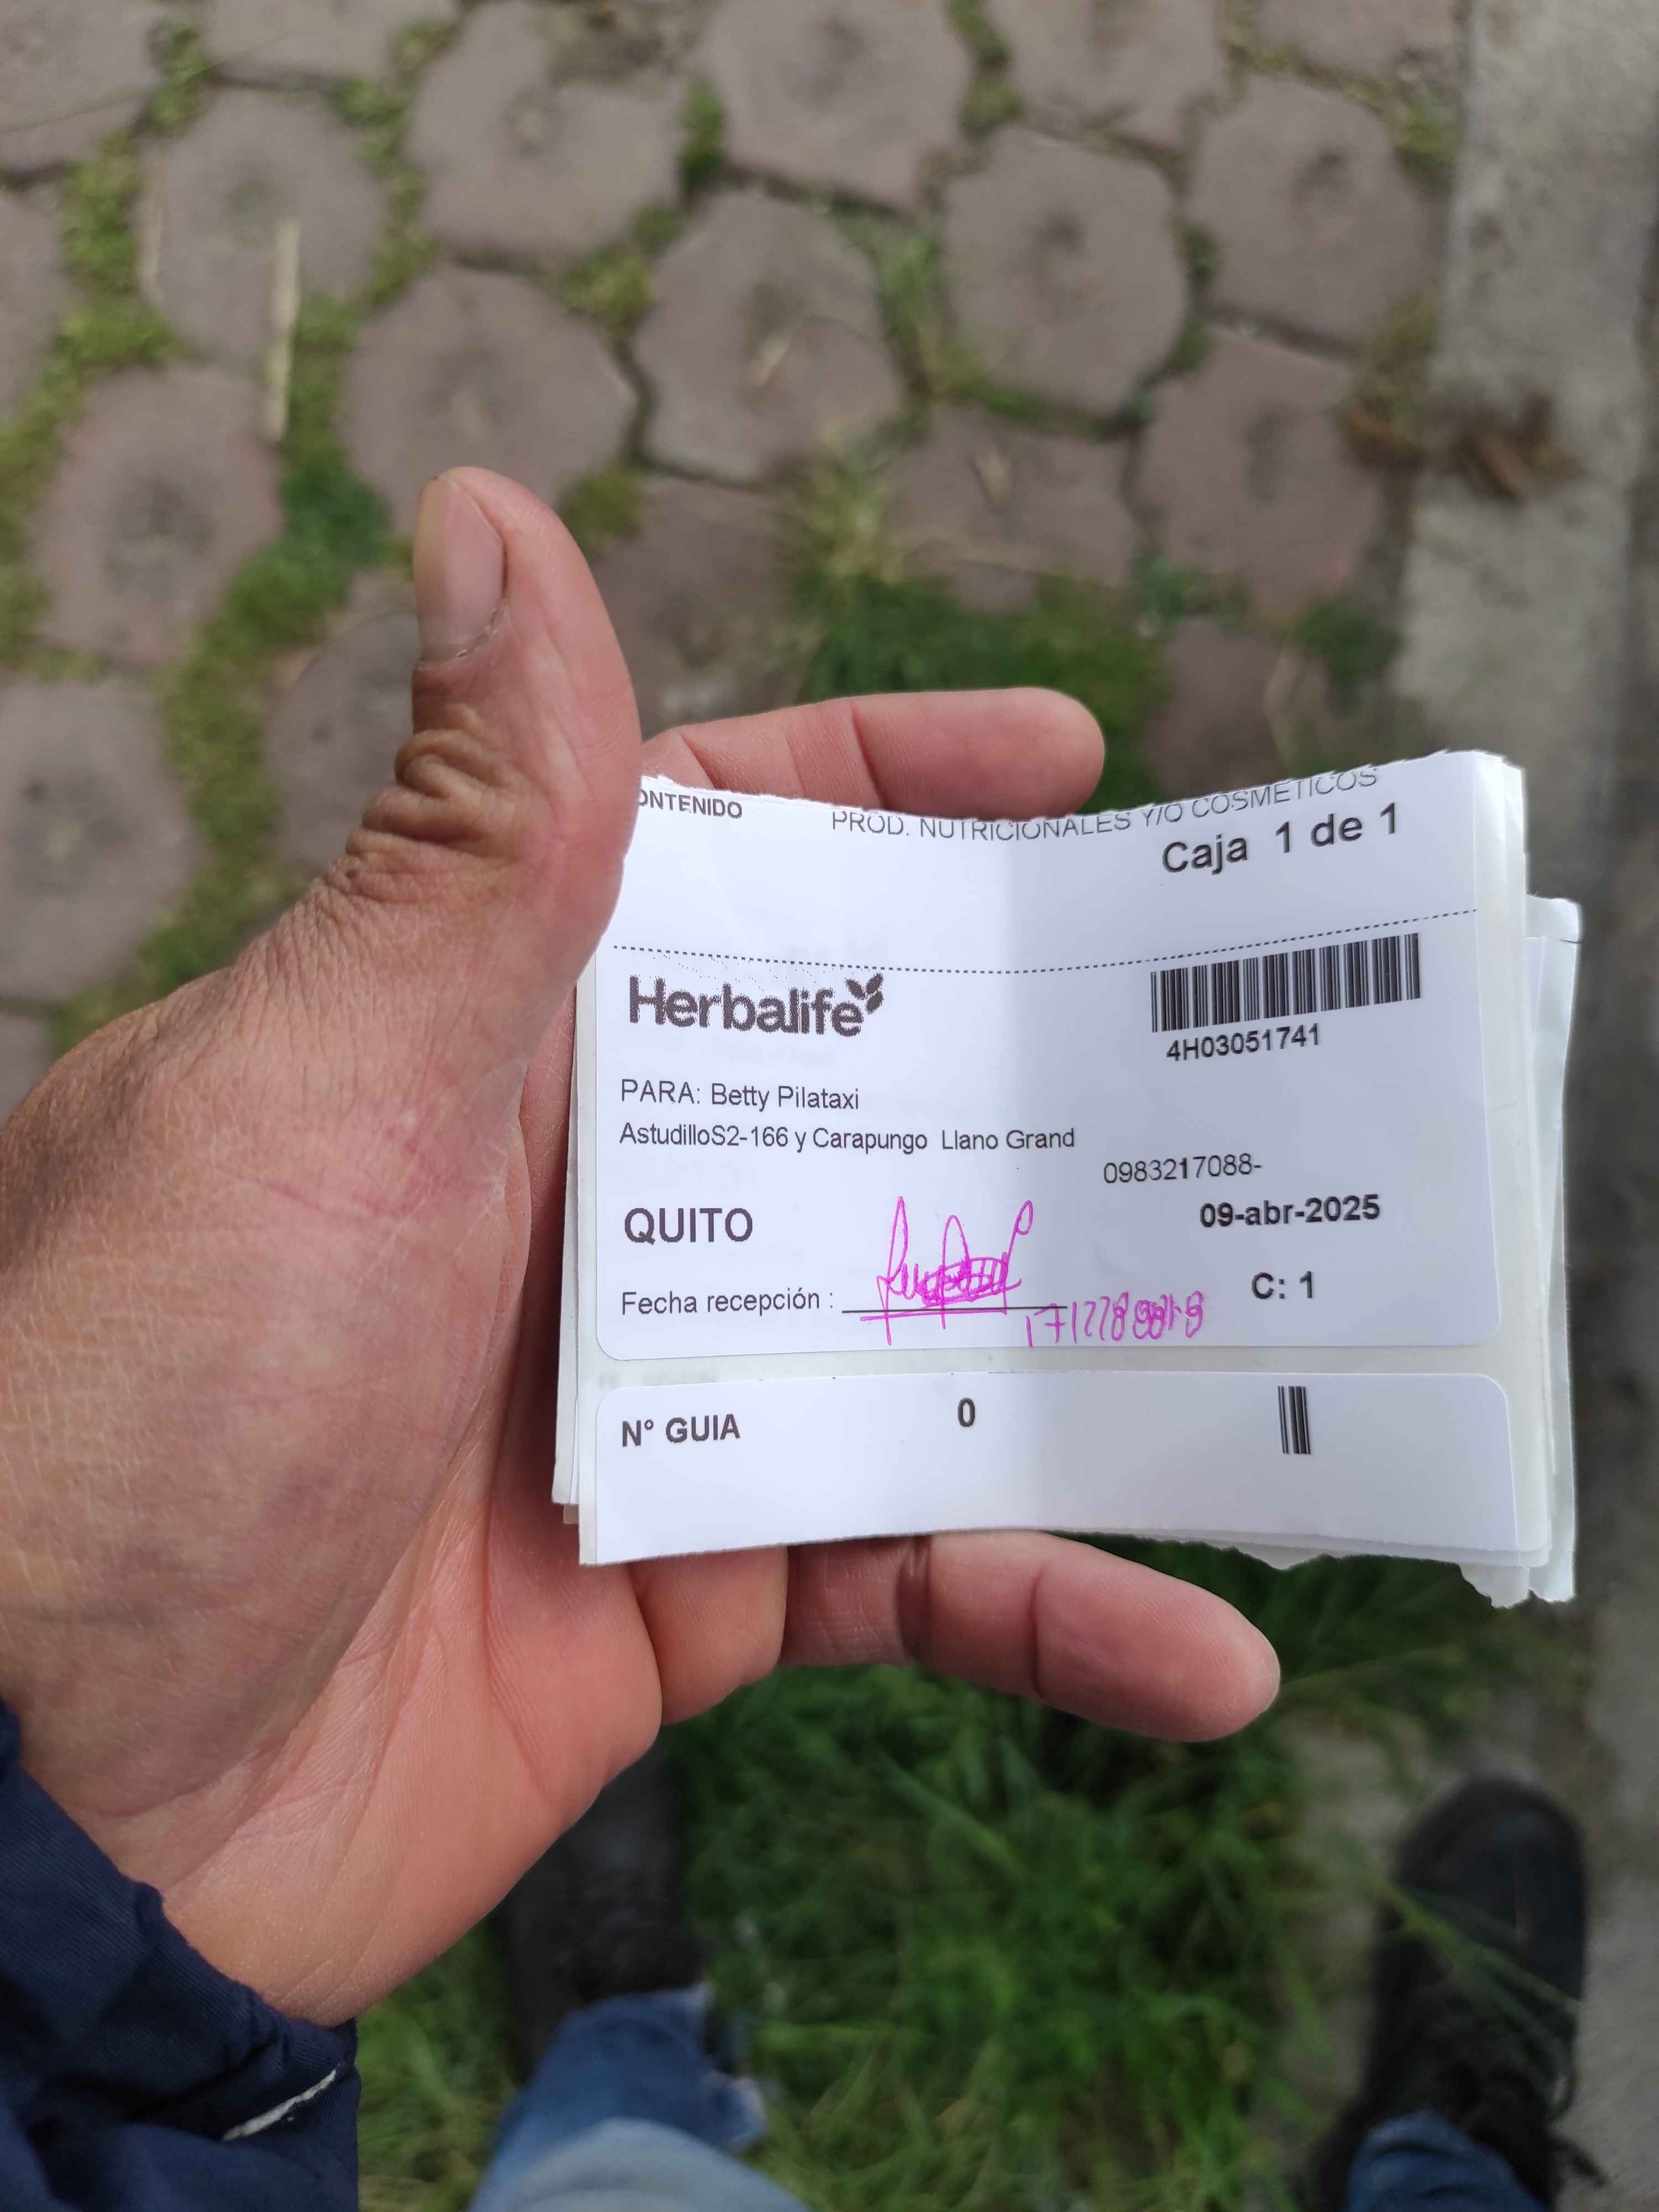 ONTENIDO PROD. NUTRICIONALES Y/O COSMETICOS
Caja 1 de 1
Herbalife
4H03051741
PARA: Betty Pilataxi
AstudilloS2-166 y Carapungo Llano Grand
0983217088-
QUITO 09-abr-2025
Fecha recepción : C: 1
N° GUIA 0